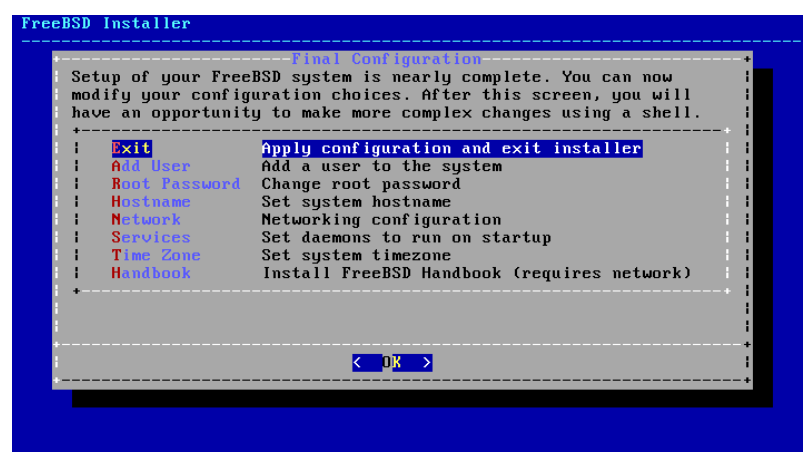 FreeBSD Installer
Final Configuration
Setup of your FreeBSD system is nearly complete. You can now
modify your configuration choices. After this screen, you will
have an opportunity to make more complex changes using a shell.
Exit Apply configuration and exit installer
Add User Add a user to the system
Root Password Change root password
Hostname Set system hostname
Network Networking configuration
Services Set daemons to run on startup
Time Zone Set system timezone
Handbook Install FreeBSD Handbook (requires network)
< OK >